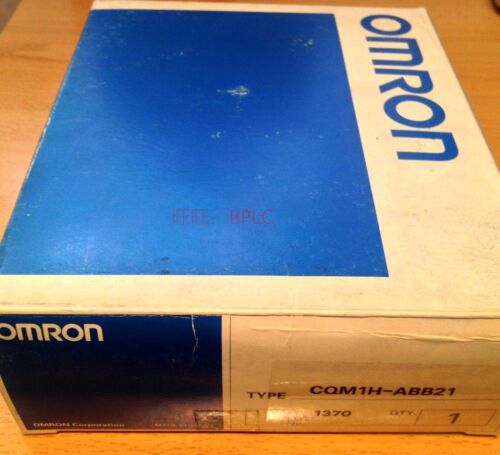 OMRON
OMRON
TYPE CQM1H-ABB21
1370 QTY. 1
OMRON Corporation